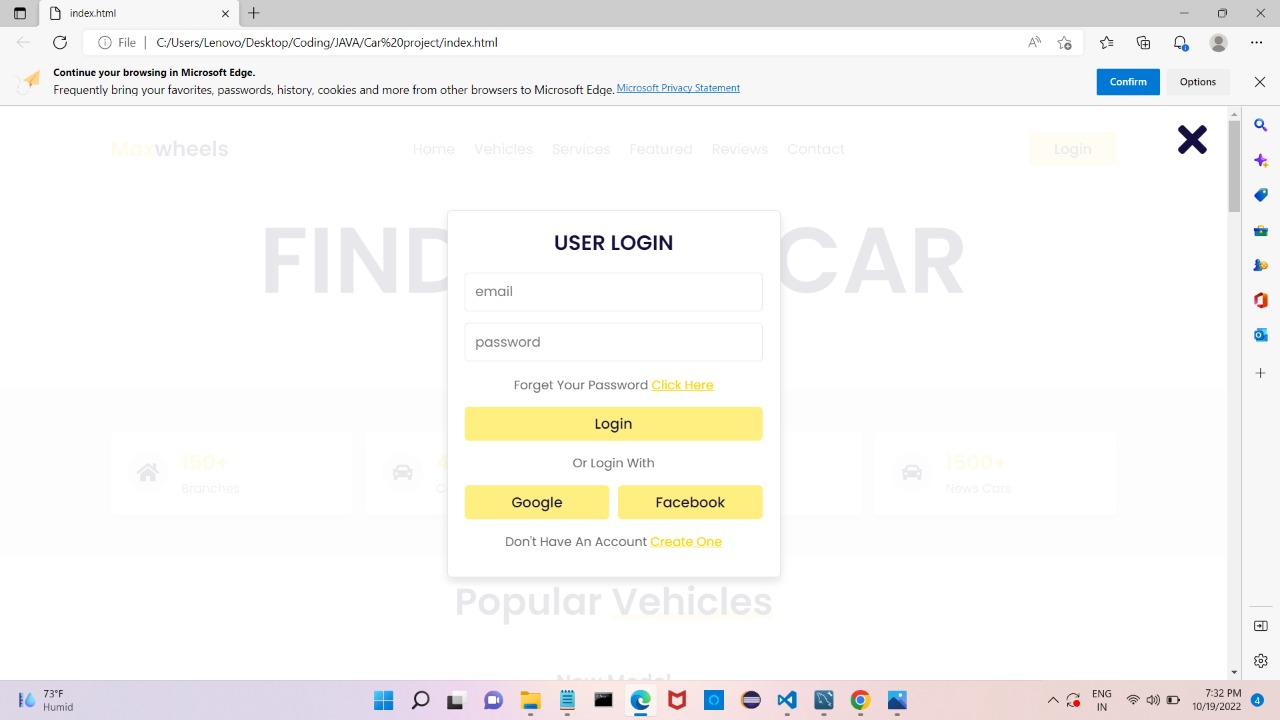 index.html
File | C:/Users/Lenovo/Desktop/Coding/JAVA/Car%20project/index.html
Continue your browsing in Microsoft Edge.
Frequently bring your favorites, passwords, history, cookies and more from other browsers to Microsoft Edge. Microsoft Privacy Statement
Confirm
Options
Maxwheels
Home
Vehicles
Services
Featured
Reviews
Contact
Login
FIND
CAR
USER LOGIN
email
password
Forget Your Password Click Here
Login
Or Login With
Google
Facebook
Don't Have An Account Create One
150+
Branches
1500+
News Cars
Popular Vehicles
New Model
73°F
Humid
ENG
IN
7:32 PM
10/19/2022
4